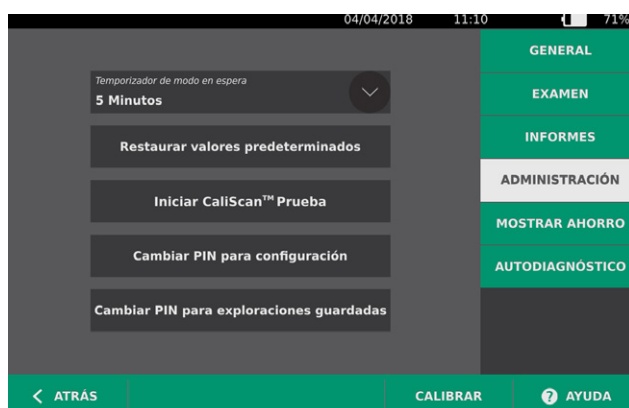 04/04/2018 11:10 71%
Temporizador de modo en espera
5 Minutos
Restaurar valores predeterminados
Iniciar CaliScan™ Prueba
Cambiar PIN para configuración
Cambiar PIN para exploraciones guardadas
GENERAL
EXAMEN
INFORMES
ADMINISTRACIÓN
MOSTRAR AHORRO
AUTODIAGNÓSTICO
ATRÁS
CALIBRAR
? AYUDA